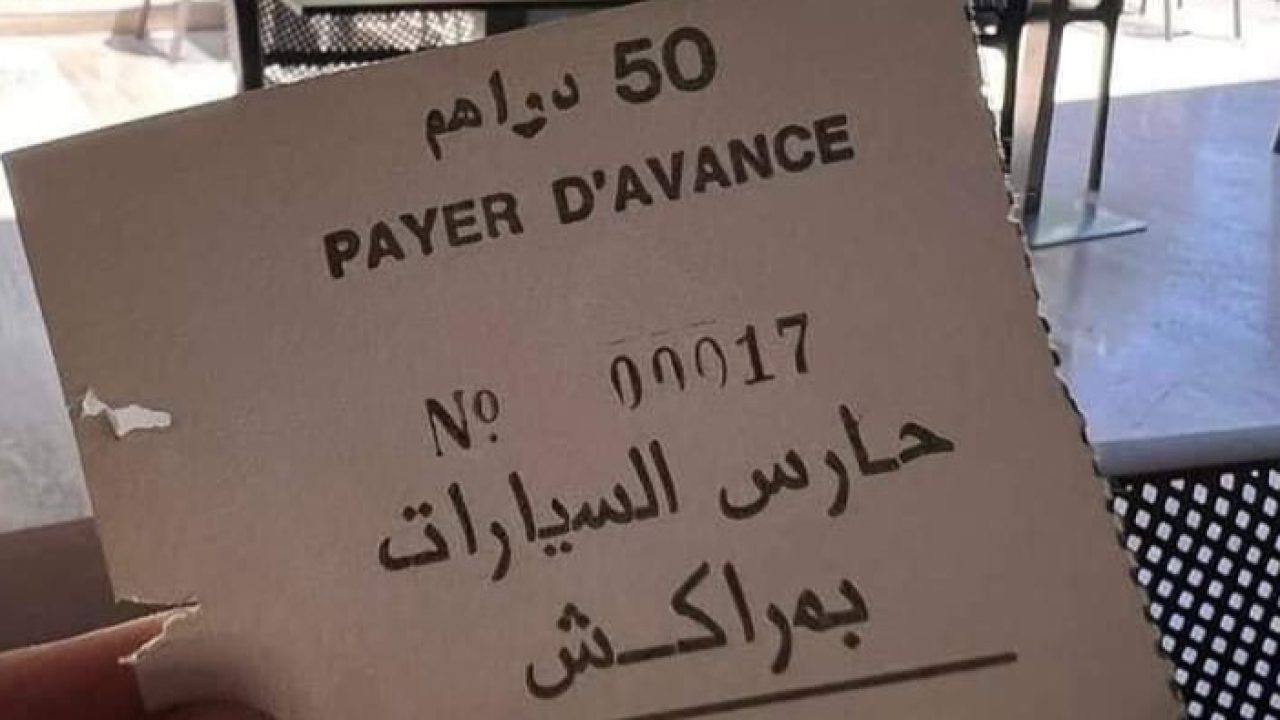 50 دراهم
PAYER D'AVANCE
Nº 00017
حارس السيارات
بمراكش